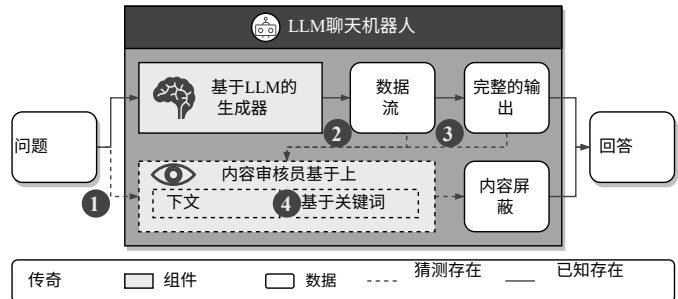 LLM聊天机器人
基于LLM的
生成器
数据
流
完整的输
出
问题
回答
2
3
内容审核员基于上
下文
4
基于关键词
内容屏
蔽
1
传奇
组件
数据
猜测存在
已知存在